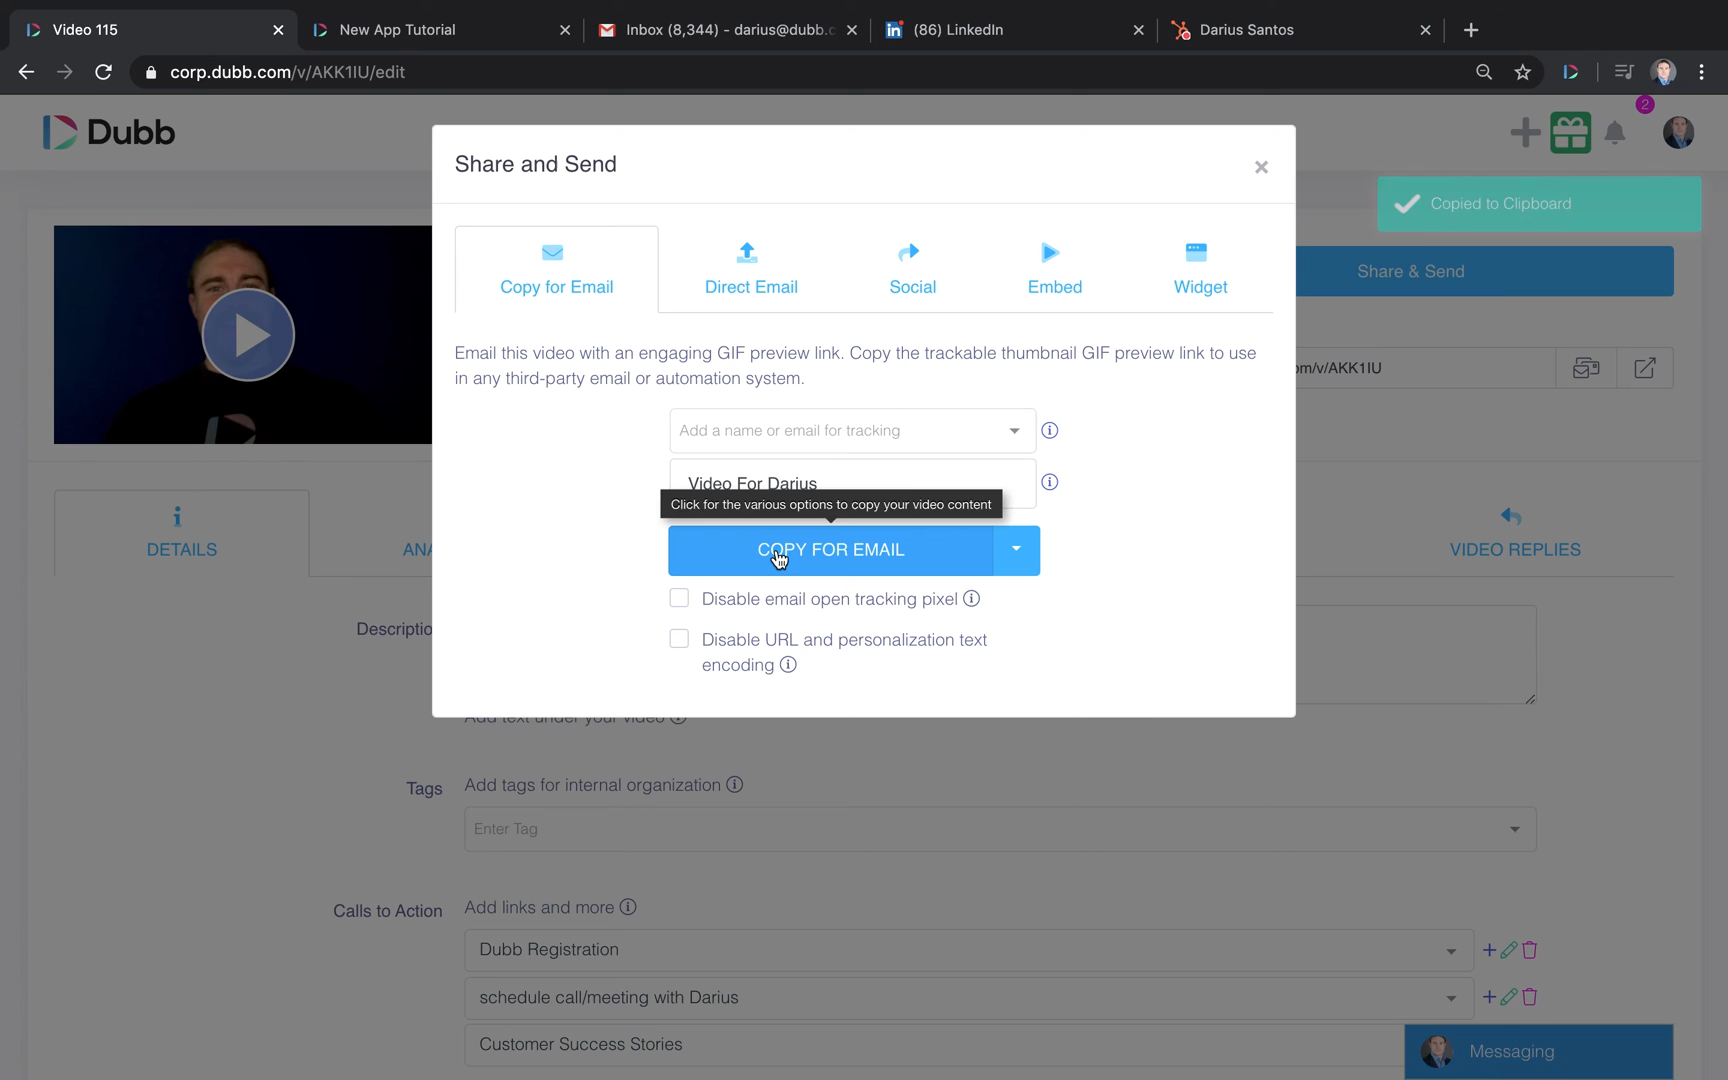 Video 115
New App Tutorial
Inbox (8,344) - darius@dubb.c
(86) LinkedIn
Darius Santos
corp.dubb.com/v/AKK1IU/edit
Dubb
2
Share and Send
Copied to Clipboard
Share & Send
Copy for Email
Direct Email
Social
Embed
Widget
Email this video with an engaging GIF preview link. Copy the trackable thumbnail GIF preview link to use
in any third-party email or automation system.
om/v/AKK1IU
Add a name or email for tracking
Video For Darius
Click for the various options to copy your video content
COPY FOR EMAIL
DETAILS
ANA
VIDEO REPLIES
Disable email open tracking pixel
Disable URL and personalization text
encoding
Descriptio
Add text under your video
Tags
Add tags for internal organization
Enter Tag
Calls to Action
Add links and more
Dubb Registration
schedule call/meeting with Darius
Customer Success Stories
Messaging